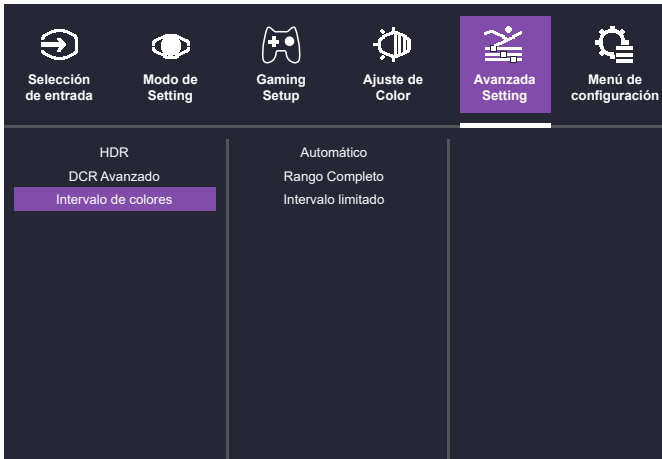 Selección
de entrada
Modo de
Setting
Gaming
Setup
Ajuste de
Color
Avanzada
Setting
Menú de
configuración
HDR
DCR Avanzado
Intervalo de colores
Automático
Rango Completo
Intervalo limitado